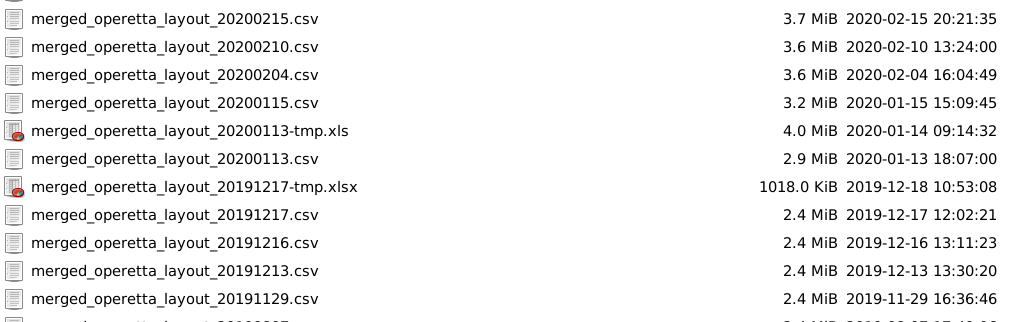 merged_operetta_layout_20200215.csv 3.7 MiB 2020-02-15 20:21:35
merged_operetta_layout_20200210.csv 3.6 MiB 2020-02-10 13:24:00
merged_operetta_layout_20200204.csv 3.6 MiB 2020-02-04 16:04:49
merged_operetta_layout_20200115.csv 3.2 MiB 2020-01-15 15:09:45
merged_operetta_layout_20200113-tmp.xls 4.0 MiB 2020-01-14 09:14:32
merged_operetta_layout_20200113.csv 2.9 MiB 2020-01-13 18:07:00
merged_operetta_layout_20191217-tmp.xlsx 1018.0 KiB 2019-12-18 10:53:08
merged_operetta_layout_20191217.csv 2.4 MiB 2019-12-17 12:02:21
merged_operetta_layout_20191216.csv 2.4 MiB 2019-12-16 13:11:23
merged_operetta_layout_20191213.csv 2.4 MiB 2019-12-13 13:30:20
merged_operetta_layout_20191129.csv 2.4 MiB 2019-11-29 16:36:46